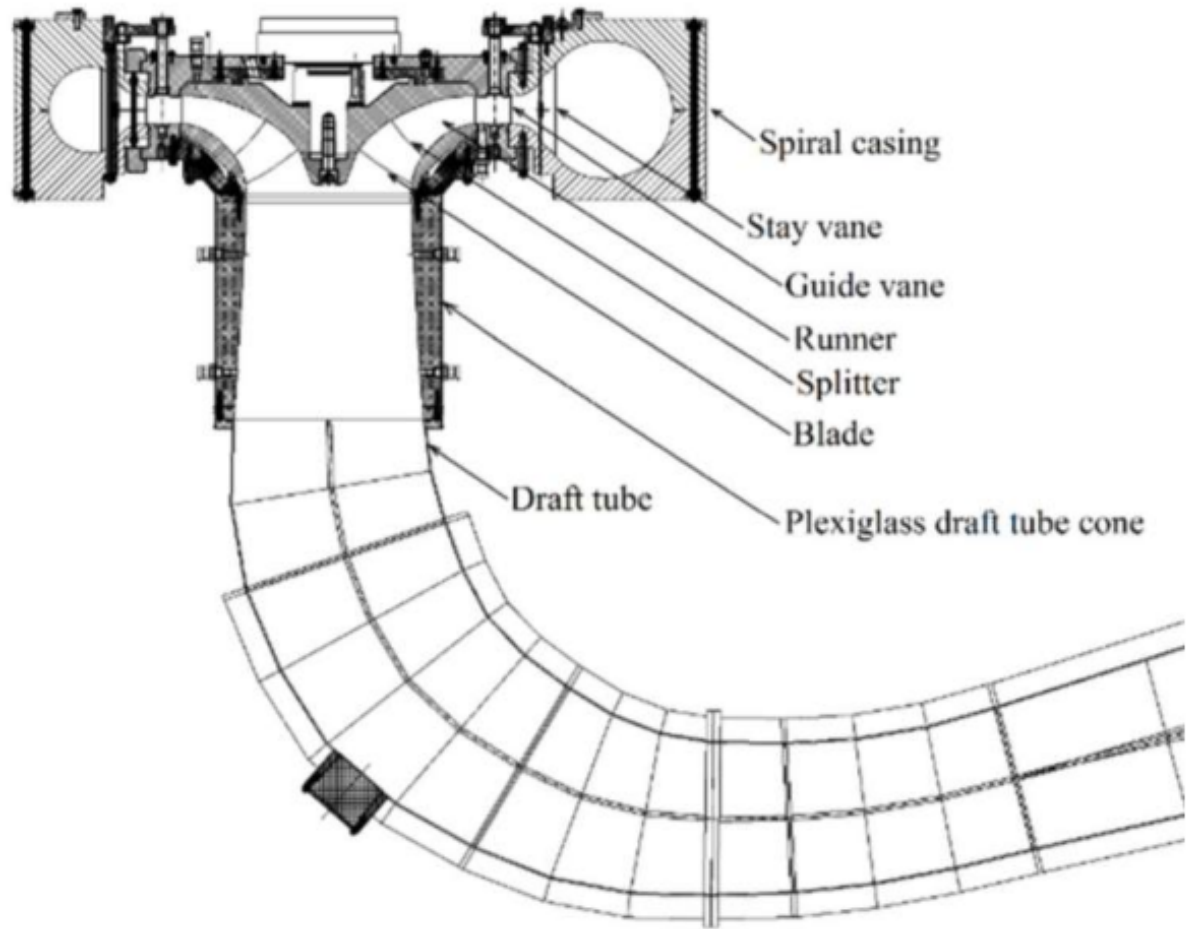 Spiral casing
Stay vane
Guide vane
Runner
Splitter
Blade
Draft tube
Plexiglass draft tube cone